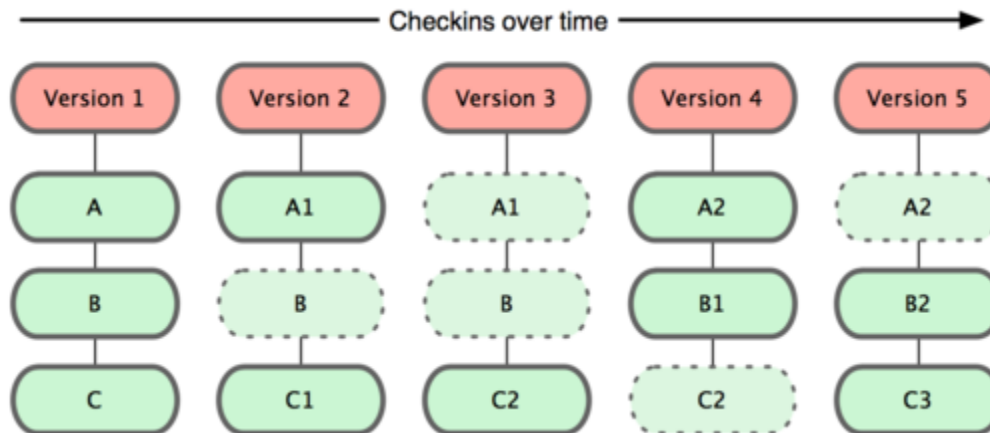 Checkins over time
Version 1 Version 2 Version 3 Version 4 Version 5
A A1 A1 A2 A2
B B B B1 B2
C C1 C2 C2 C3